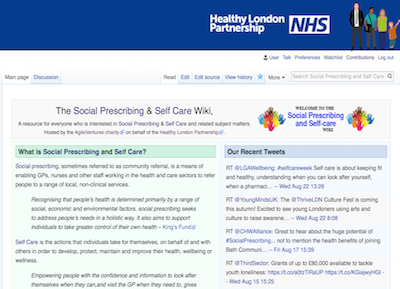 Healthy London
Partnership
NHS
User Talk Preferences Watchlist Contributions Log out
Main page Discussion
Read Edit Edit source View history More Search Social Prescribing and Self Care
The Social Prescribing & Self Care Wiki,
A resource for everyone who is interested in Social Prescribing & Self Care and related subject matters.
Hosted by the AgileVentures charity on behalf of the Healthy London Partnership.
WELCOME TO THE
Social Prescribing
and Self-care
WIKI
What is Social Prescribing and Self Care?
Social prescribing, sometimes referred to as community referral, is a means of
enabling GPs, nurses and other staff working in the health and care sectors to refer
people to a range of local, non-clinical services.
Recognising that people's health is determined primarily by a range of
social, economic and environmental factors, social prescribing seeks
to address people's needs in a holistic way. It also aims to support
individuals to take greater control of their own health – King's Fund
Self Care is the actions that individuals take for themselves, on behalf of and with
others in order to develop, protect, maintain and improve their health, wellbeing or
wellness.
Empowering people with the confidence and information to look after
themselves when they can,and visit the GP when they need to, gives
Our Recent Tweets
RT @LGAWellbeing: #selfcareweek Self care is about keeping fit
and healthy, understanding when you can look after yourself,
when a pharmaci... – Wed Aug 22 13:26
RT @YoungMindsUK: The @ThriveLDN Culture Fest is coming
this autumn! Excited to see young Londoners using arts and
culture to raise awarene... – Wed Aug 22 8:08
RT @CHWAlliance: Great to hear about the huge potential of
#SocialPrescribing... not to mention the health benefits of joining
Bath Communi... – Fri Aug 17 15:39
RT @ThirdSector: Grants of up to £80,000 available to tackle
youth loneliness:
- Wed Aug 15 15:25